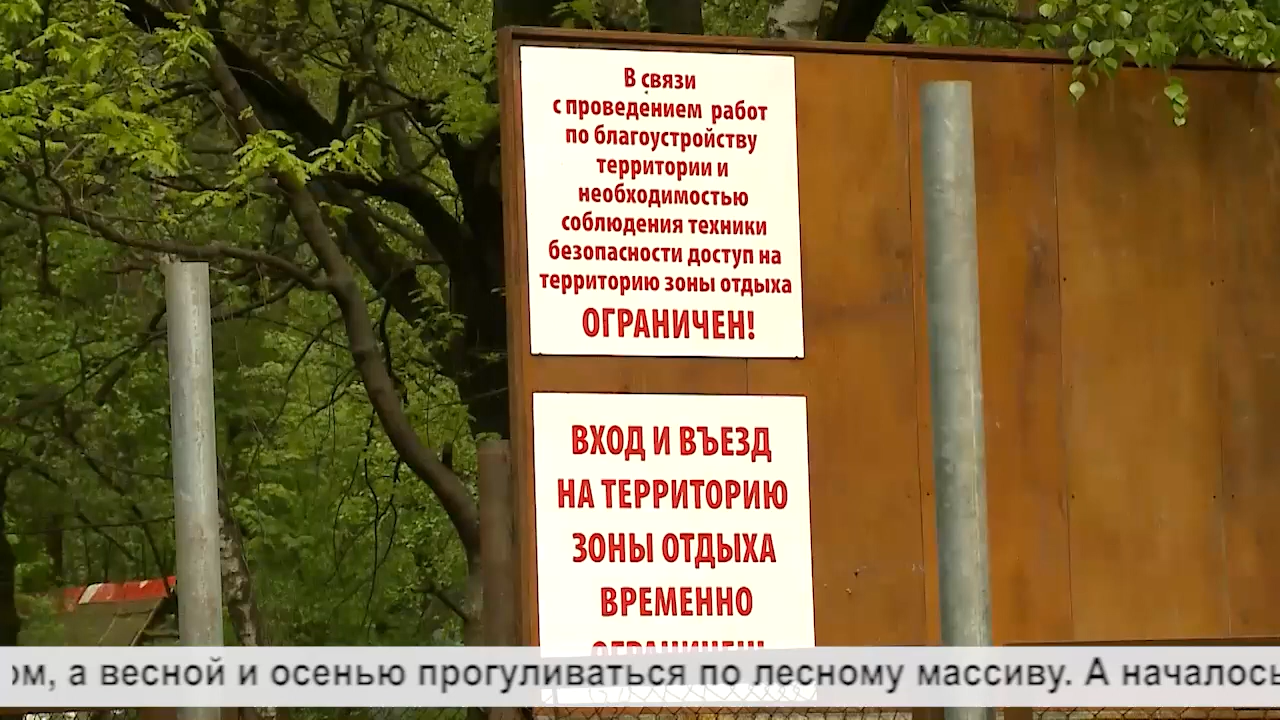 В связи
с проведением работ
по благоустройству
территории и
необходимостью
соблюдения техники
безопасности доступ на
территорию зоны отдыха
ОГРАНИЧЕН!
ВХОД И ВЪЕЗД
НА ТЕРРИТОРИЮ
ЗОНЫ ОТДЫХА
ВРЕМЕННО
а весной и осенью прогуливаться по лесному массиву. А началось